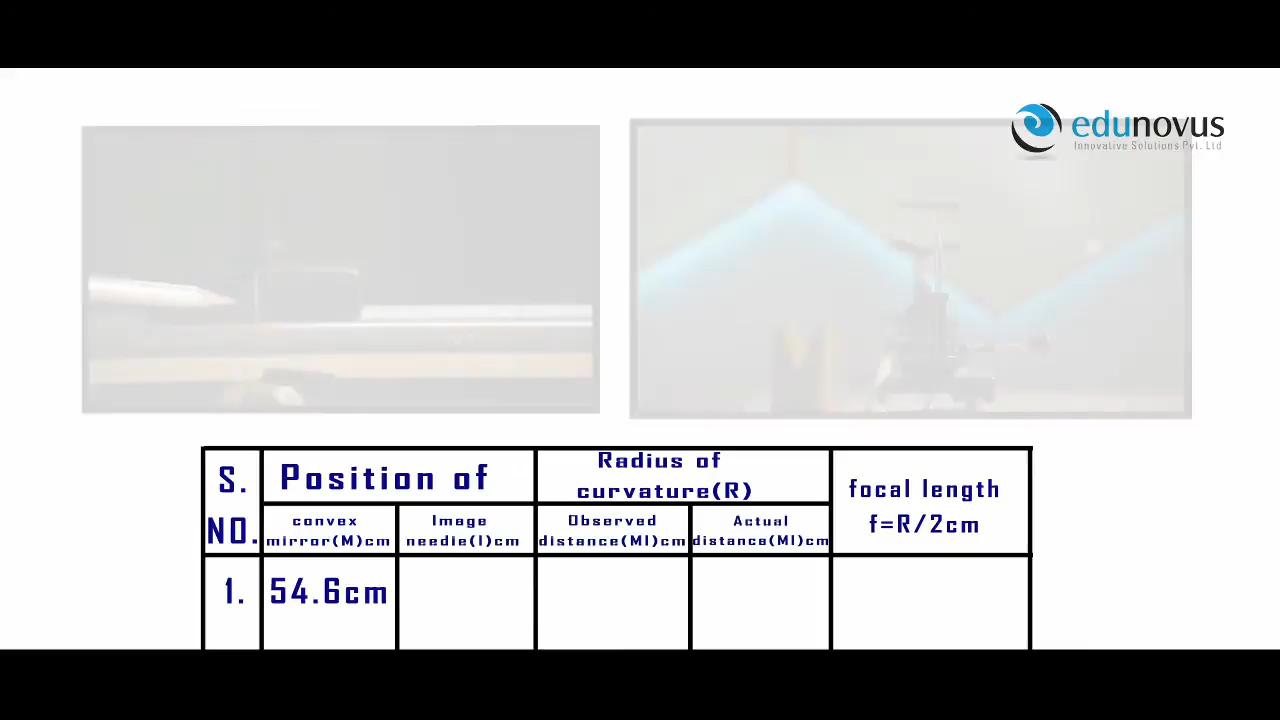 edunovus
Innovative Solutions Pvt. Ltd
S.
NO.
Position of
Radius of
curvature(R)
focal length
f=R/2cm
convex
mirror(M)cm
Image
needle(I)cm
Observed
distance(MI)cm
Actual
distance(MI)cm
1.
54.6cm